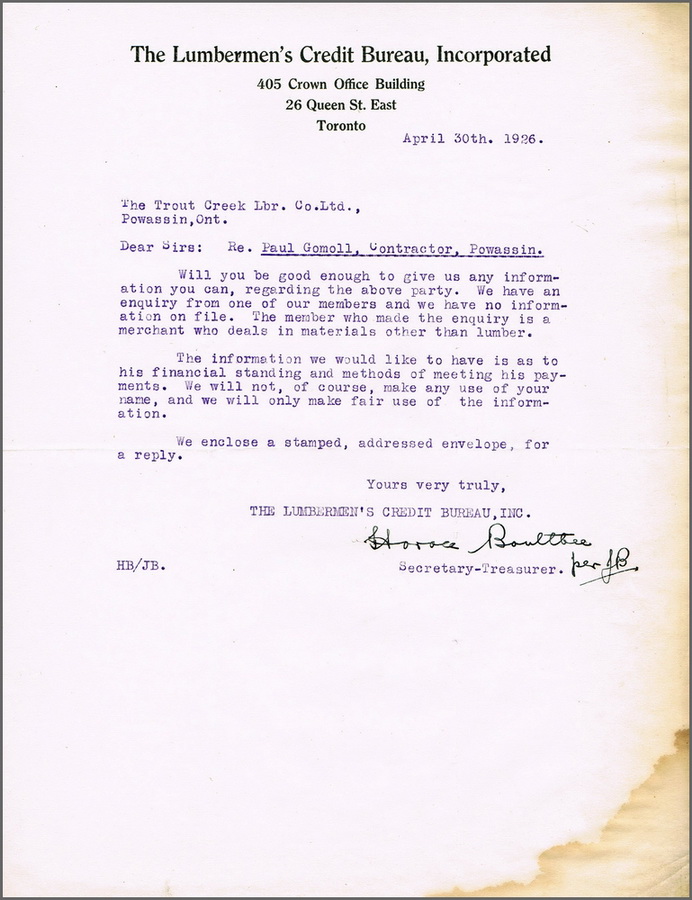 The Lumbermen's Credit Bureau, Incorporated
405 Crown Office Building
26 Queen St. East
Toronto
April 30th. 1926.
The Trout Creek Lbr. Co.Ltd.,
Powassin,Ont.
Dear Sirs: Re. Paul Gomoll, Contractor, Powassin.
Will you be good enough to give us any inform-
ation you can, regarding the above party. We have an
enquiry from one of our members and we have no inform-
ation on file. The member who made the enquiry is a
merchant who deals in materials other than lumber.
The information we would like to have is as to
his financial standing and methods of meeting his pay-
ments. We will not, of course, make any use of your
name, and we will only make fair use of the inform-
ation.
We enclose a stamped, addressed envelope, for
a reply.
Yours very truly,
THE LUMBERMEN'S CREDIT BUREAU,INC.
Horace Boultbee
HB/JB. Secretary-Treasurer. per JB.